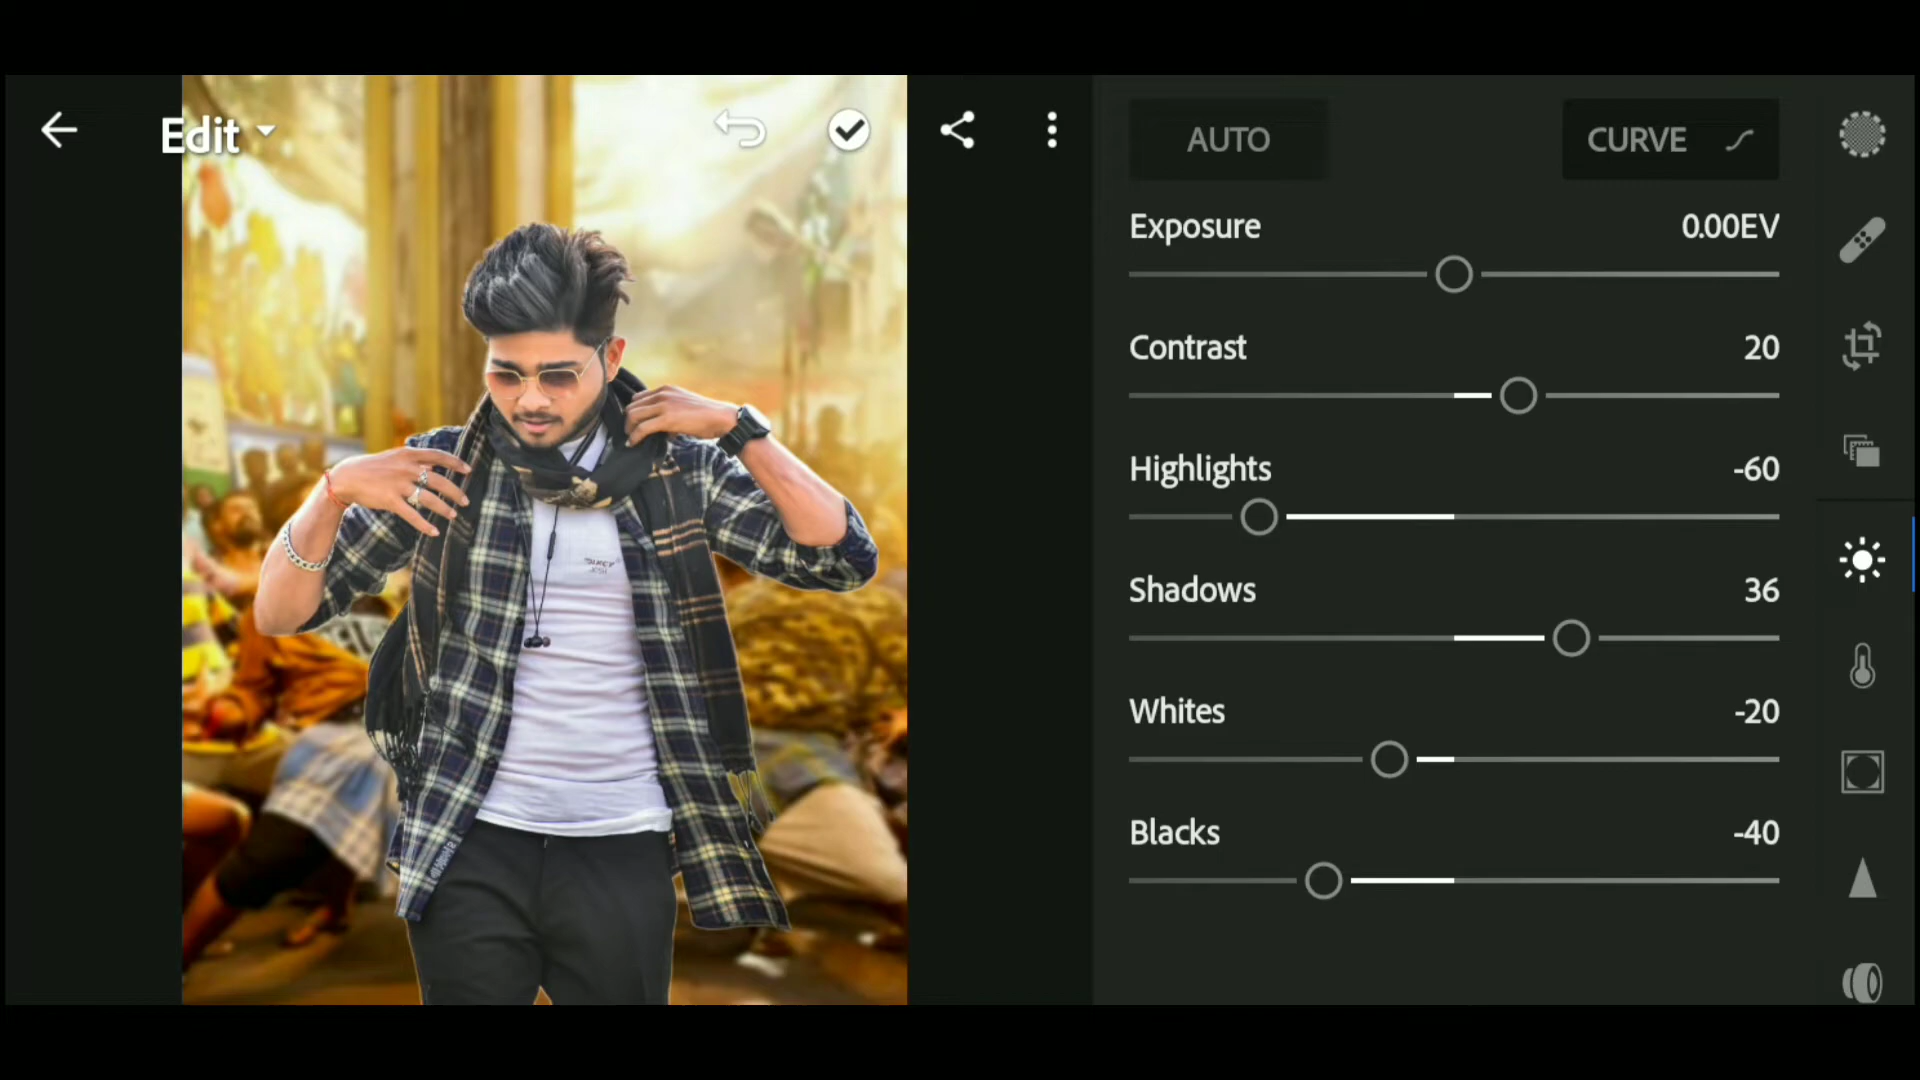 Edit
AUTO
CURVE
Exposure 0.00EV
Contrast 20
Highlights -60
Shadows 36
Whites -20
Blacks -40